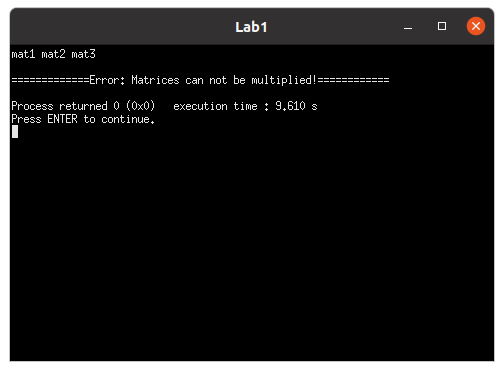 Lab1
mat1 mat2 mat3
=============Error: Matrices can not be multiplied!============
Process returned 0 (0x0)   execution time : 9.610 s
Press ENTER to continue.